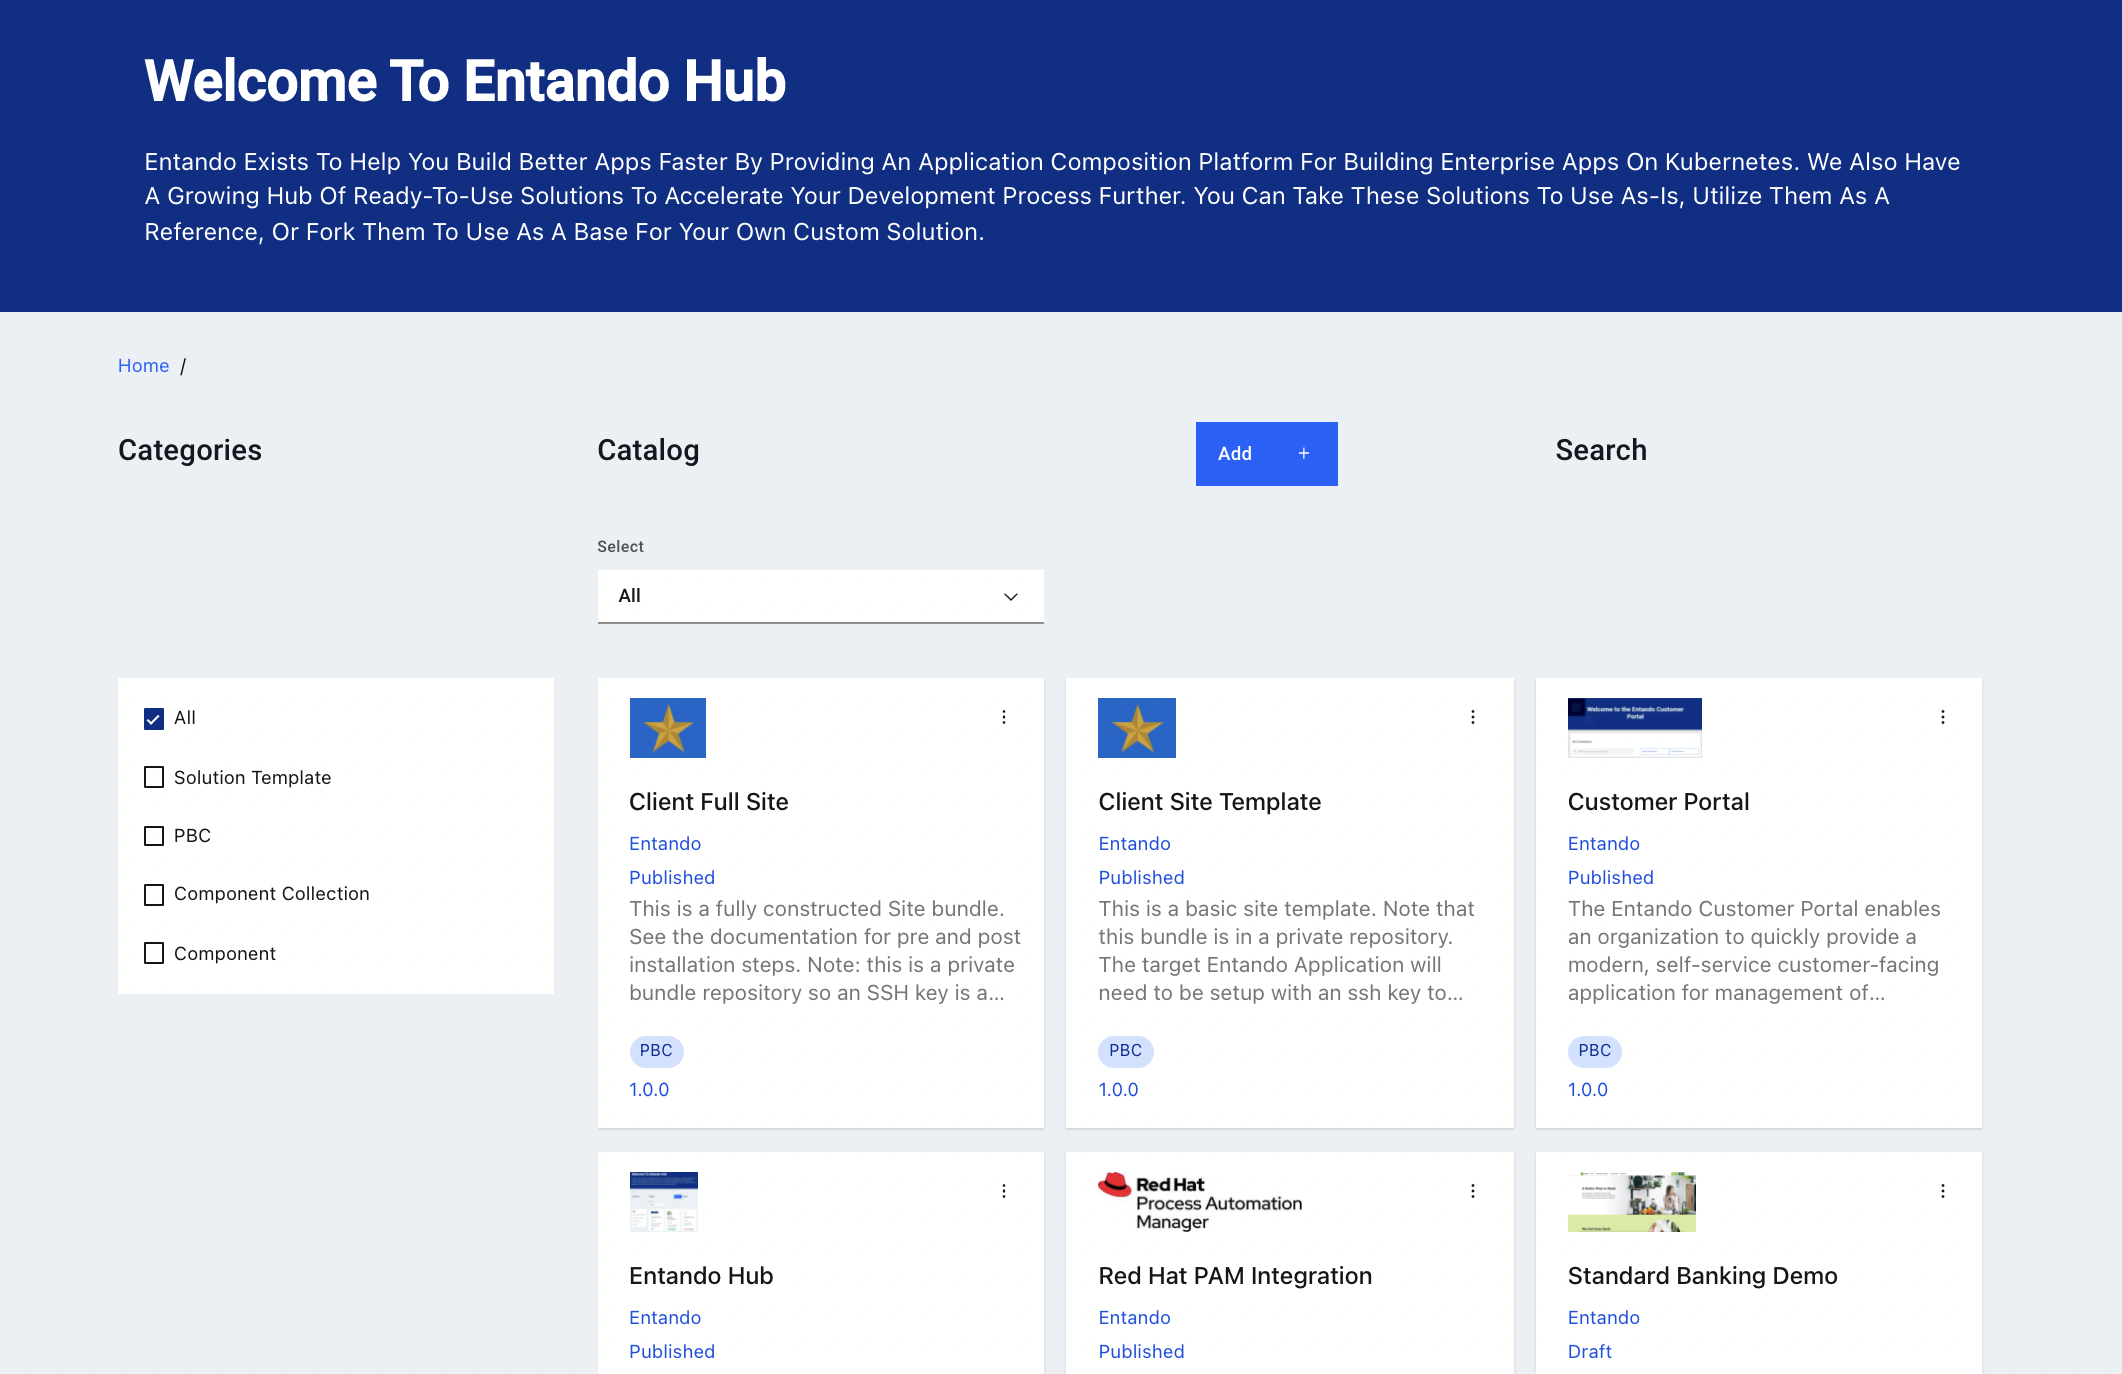 Welcome To Entando Hub
Entando Exists To Help You Build Better Apps Faster By Providing An Application Composition Platform For Building Enterprise Apps On Kubernetes. We Also Have
A Growing Hub Of Ready-To-Use Solutions To Accelerate Your Development Process Further. You Can Take These Solutions To Use As-Is, Utilize Them As A
Reference, Or Fork Them To Use As A Base For Your Own Custom Solution.
Home /
Categories
Catalog
Add +
Search
Select
All
All
Solution Template
PBC
Component Collection
Component
Client Full Site
Entando
Published
This is a fully constructed Site bundle.
See the documentation for pre and post
installation steps. Note: this is a private
bundle repository so an SSH key is a...
PBC
1.0.0
Client Site Template
Entando
Published
This is a basic site template. Note that
this bundle is in a private repository.
The target Entando Application will
need to be setup with an ssh key to...
PBC
1.0.0
Welcome to the Entando Customer
Portal
Customer Portal
Entando
Published
The Entando Customer Portal enables
an organization to quickly provide a
modern, self-service customer-facing
application for management of...
PBC
1.0.0
Entando Hub
Entando
Published
Red Hat
Process Automation
Manager
Red Hat PAM Integration
Entando
Published
Standard Banking Demo
Entando
Draft